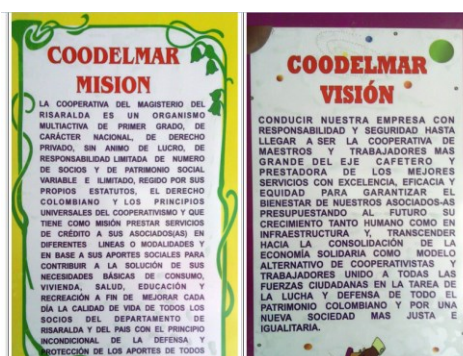 COODELMAR
MISION
LA COOPERATIVA DEL MAGISTERIO DEL
RISARALDA ES UN ORGANISMO
MULTIACTIVA DE PRIMER GRADO, DE
CARÁCTER NACIONAL, DE DERECHO
PRIVADO, SIN ANIMO DE LUCRO, DE
RESPONSABILIDAD LIMITADA DE NUMERO
DE SOCIOS Y DE PATRIMONIO SOCIAL
VARIABLE E ILIMITADO, REGIDO POR SUS
PROPIOS ESTATUTOS, EL DERECHO
COLOMBIANO Y LOS PRINCIPIOS
UNIVERSALES DEL COOPERATIVISMO Y QUE
TIENE COMO MISIÓN PRESTAR SERVICIOS
DE CRÉDITO A SUS ASOCIADOS(AS) EN
DIFERENTES LINEAS O MODALIDADES Y
EN BASE A SUS APORTES SOCIALES PARA
CONTRIBUIR A LA SOLUCIÓN DE SUS
NECESIDADES BÁSICAS DE CONSUMO,
VIVIENDA, SALUD, EDUCACIÓN Y
RECREACIÓN A FIN DE MEJORAR CADA
DÍA LA CALIDAD DE VIDA DE TODOS LOS
SOCIOS DEL DEPARTAMENTO DE
RISARALDA Y DEL PAIS CON EL PRINCIPIO
INCONDICIONAL DE LA DEFENSA Y
PROTECCIÓN DE LOS APORTES DE TODOS
COODELMAR
VISIÓN
CONDUCIR NUESTRA EMPRESA CON
RESPONSABILIDAD Y SEGURIDAD HASTA
LLEGAR A SER LA COOPERATIVA DE
MAESTROS Y TRABAJADORES MAS
GRANDE DEL EJE CAFETERO Y
PRESTADORA DE LOS MEJORES
SERVICIOS CON EXCELENCIA, EFICACIA Y
EQUIDAD PARA GARANTIZAR EL
BIENESTAR DE NUESTROS ASOCIADOS-AS
PRESUPUESTANDO AL FUTURO SU
CRECIMIENTO TANTO HUMANO COMO EN
INFRAESTRUCTURA Y, TRANSCENDER
HACIA LA CONSOLIDACIÓN DE LA
ECONOMÍA SOLIDARIA COMO MODELO
ALTERNATIVO DE COOPERATIVISTAS Y
TRABAJADORES UNIDO A TODAS LAS
FUERZAS CIUDADANAS EN LA TAREA DE
LA LUCHA Y DEFENSA DE TODO EL
PATRIMONIO COLOMBIANO Y POR UNA
NUEVA SOCIEDAD MAS JUSTA E
IGUALITARIA.